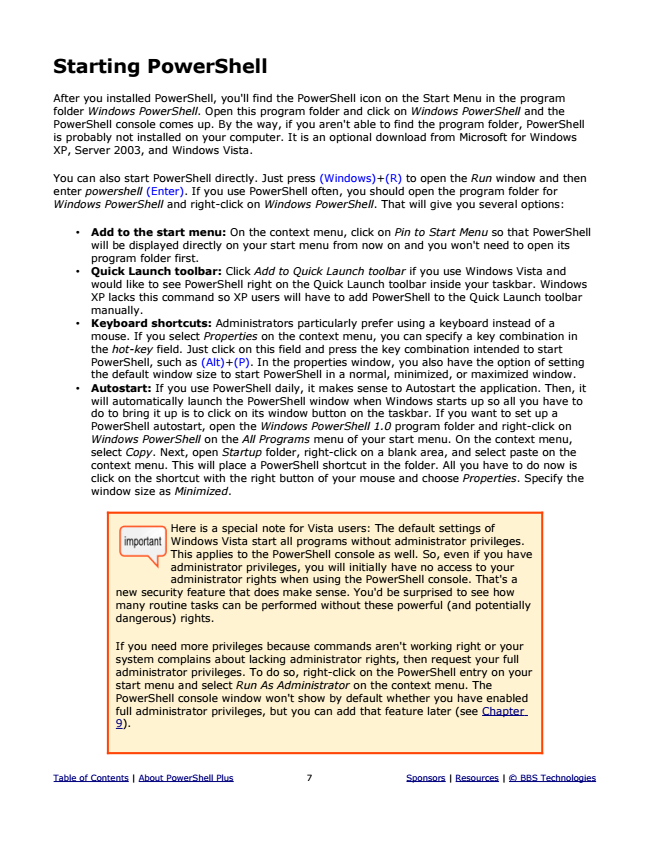 Starting PowerShell
After you installed PowerShell, you'll find the PowerShell icon on the Start Menu in the program
folder Windows PowerShell. Open this program folder and click on Windows PowerShell and the
PowerShell console comes up. By the way, if you aren't able to find the program folder, PowerShell
is probably not installed on your computer. It is an optional download from Microsoft for Windows
XP, Server 2003, and Windows Vista.
You can also start PowerShell directly. Just press (Windows)+(R) to open the Run window and then
enter powershell (Enter). If you use PowerShell often, you should open the program folder for
Windows PowerShell and right-click on Windows PowerShell. That will give you several options:
• Add to the start menu: On the context menu, click on Pin to Start Menu so that PowerShell
will be displayed directly on your start menu from now on and you won't need to open its
program folder first.
• Quick Launch toolbar: Click Add to Quick Launch toolbar if you use Windows Vista and
would like to see PowerShell right on the Quick Launch toolbar inside your taskbar. Windows
XP lacks this command so XP users will have to add PowerShell to the Quick Launch toolbar
manually.
• Keyboard shortcuts: Administrators particularly prefer using a keyboard instead of a
mouse. If you select Properties on the context menu, you can specify a key combination in
the hot-key field. Just click on this field and press the key combination intended to start
PowerShell, such as (Alt)+(P). In the properties window, you also have the option of setting
the default window size to start PowerShell in a normal, minimized, or maximized window.
• Autostart: If you use PowerShell daily, it makes sense to Autostart the application. Then, it
will automatically launch the PowerShell window when Windows starts up so all you have to
do to bring it up is to click on its window button on the taskbar. If you want to set up a
PowerShell autostart, open the Windows PowerShell 1.0 program folder and right-click on
Windows PowerShell on the All Programs menu of your start menu. On the context menu,
select Copy. Next, open Startup folder, right-click on a blank area, and select paste on the
context menu. This will place a PowerShell shortcut in the folder. All you have to do now is
click on the shortcut with the right button of your mouse and choose Properties. Specify the
window size as Minimized.
important
Here is a special note for Vista users: The default settings of
Windows Vista start all programs without administrator privileges.
This applies to the PowerShell console as well. So, even if you have
administrator privileges, you will initially have no access to your
administrator rights when using the PowerShell console. That's a
new security feature that does make sense. You'd be surprised to see how
many routine tasks can be performed without these powerful (and potentially
dangerous) rights.
If you need more privileges because commands aren't working right or your
system complains about lacking administrator rights, then request your full
administrator privileges. To do so, right-click on the PowerShell entry on your
start menu and select Run As Administrator on the context menu. The
PowerShell console window won't show by default whether you have enabled
full administrator privileges, but you can add that feature later (see Chapter
9).
Table of Contents | About PowerShell Plus 7 Sponsors | Resources | © BBS Technologies